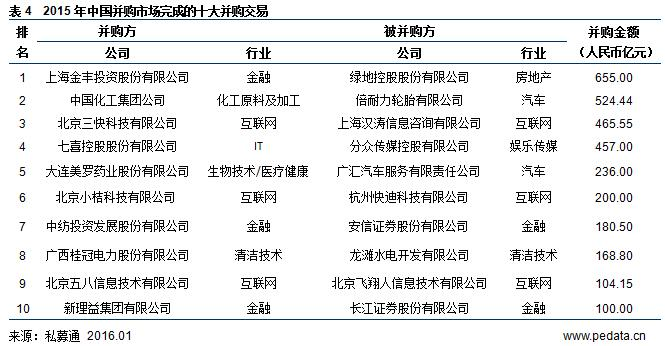 表 4 2015 年中国并购市场完成的十大并购交易
排名 并购方 被并购方 并购金额(人民币亿元)
公司 行业 公司 行业
1 上海金丰投资股份有限公司 金融 绿地控股股份有限公司 房地产 655.00
2 中国化工集团公司 化工原料及加工 倍耐力轮胎有限公司 汽车 524.44
3 北京三快科技有限公司 互联网 上海汉涛信息咨询有限公司 互联网 465.55
4 七喜控股股份有限公司 IT 分众传媒控股有限公司 娱乐传媒 457.00
5 大连美罗药业股份有限公司 生物技术/医疗健康 广汇汽车服务有限责任公司 汽车 236.00
6 北京小桔科技有限公司 互联网 杭州快迪科技有限公司 互联网 200.00
7 中纺投资发展股份有限公司 金融 安信证券股份有限公司 金融 180.50
8 广西桂冠电力股份有限公司 清洁技术 龙滩水电开发有限公司 清洁技术 168.80
9 北京五八信息技术有限公司 互联网 北京飞翔人信息技术有限公司 互联网 104.15
10 新理益集团有限公司 金融 长江证券股份有限公司 金融 100.00
来源：私募通 2016.01 www.pedata.cn